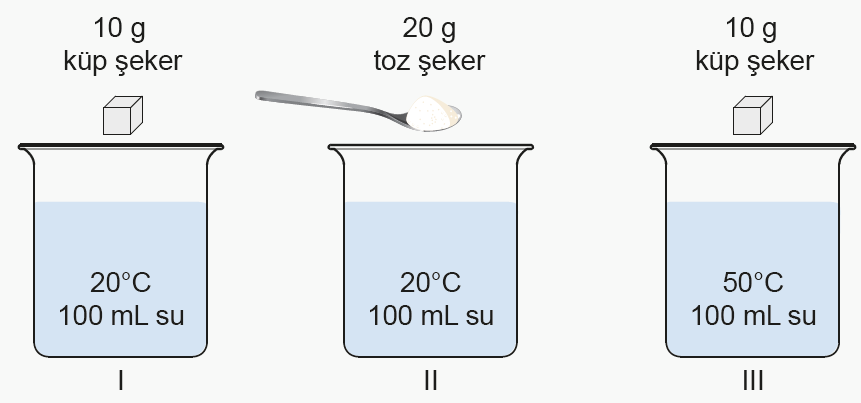 10 g
küp şeker
20°C
100 mL su
I
20 g
toz şeker
20°C
100 mL su
II
10 g
küp şeker
50°C
100 mL su
III